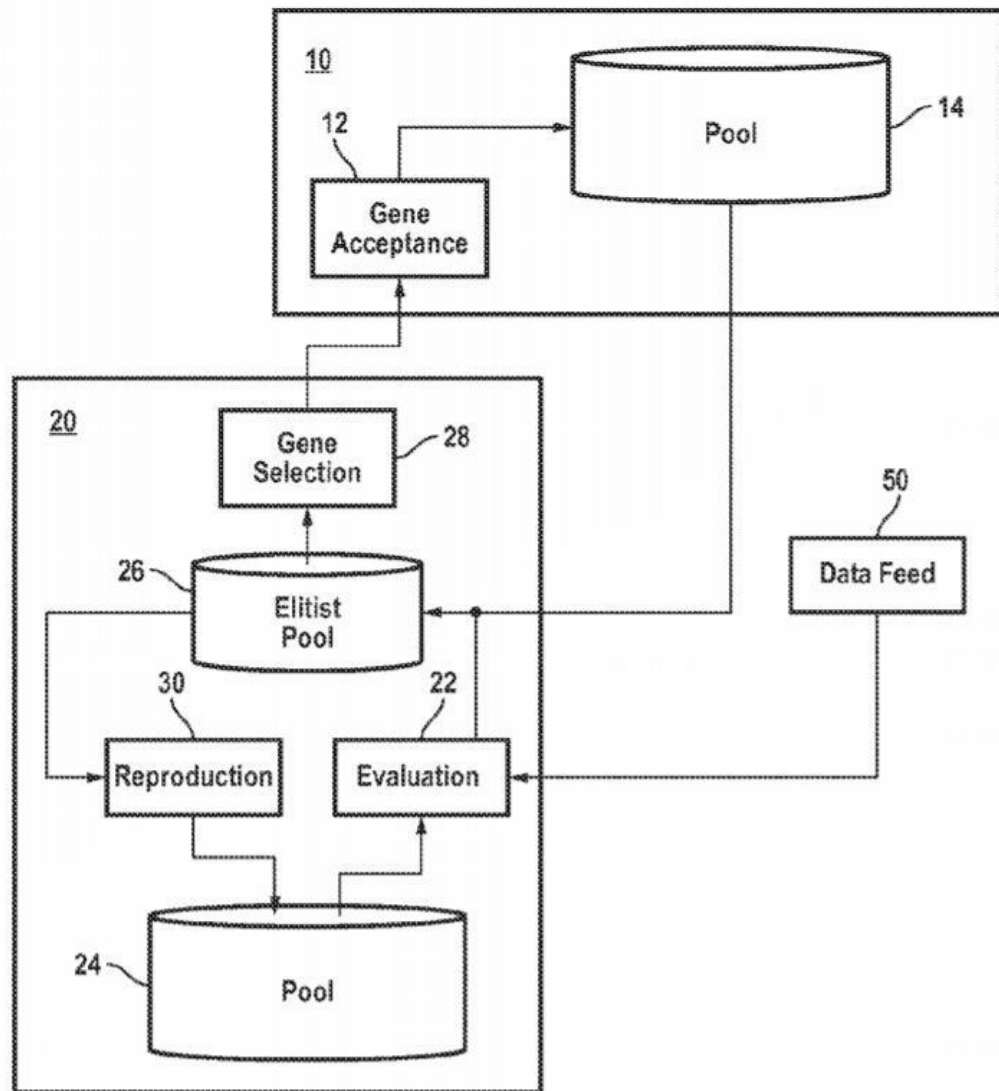 10
12
Pool
14
Gene
Acceptance
20
Gene
Selection
28
50
26
Data Feed
Elitist
Pool
30
22
Reproduction
Evaluation
24
Pool